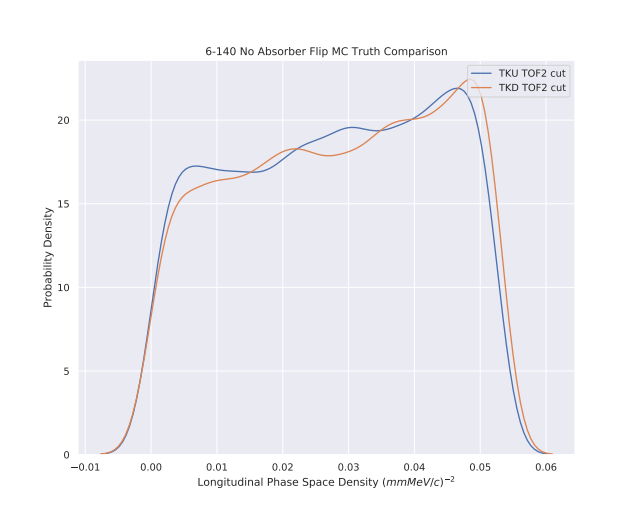 6-140 No Absorber Flip MC Truth Comparison
TKU TOF2 cut
TKD TOF2 cut
Probability Density
20
15
10
5
0
−0.01 0.00 0.01 0.02 0.03 0.04 0.05 0.06
Longitudinal Phase Space Density (mmMeV/c)⁻²